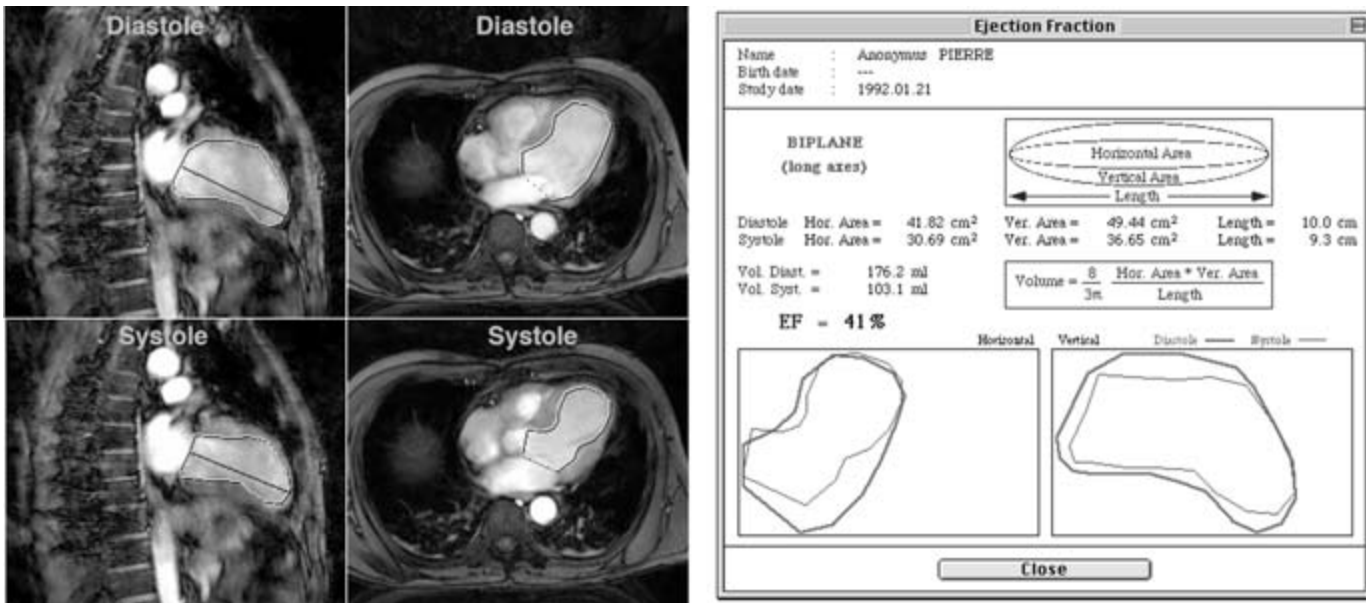 Diastole
Diastole
Systole
Systole
Ejection Fraction
Name : Anonymus PIERRE
Birth date : ---
Study date : 1992.01.21
BIPLANE
(long axes)
Horizontal Area
Vertical Area
Length
Diastole Hor. Area = 41.82 cm² Ver. Area = 49.44 cm² Length = 10.0 cm
Systole Hor. Area = 30.69 cm² Ver. Area = 36.65 cm² Length = 9.3 cm
Vol. Diast. = 176.2 ml
Vol. Syst. = 103.1 ml
Volume = 8 Hor. Area * Ver. Area
3π Length
EF = 41%
Horizontal Vertical Diastole Systole
Close